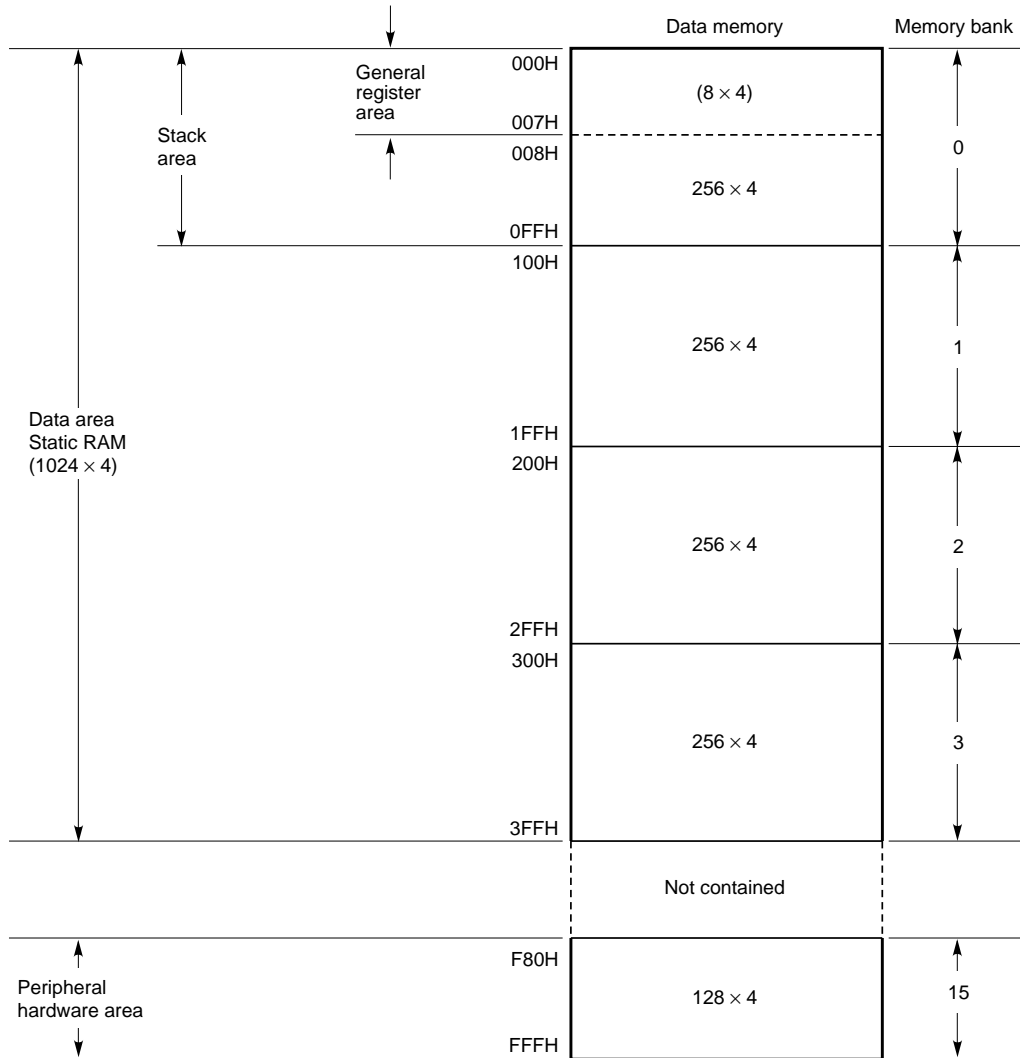 Data memory
Memory bank
000H
General
register
area
(8 × 4)
007H
Stack
area
008H
0
256 × 4
0FFH
100H
256 × 4
1
Data area
Static RAM
(1024 × 4)
1FFH
200H
256 × 4
2
2FFH
300H
256 × 4
3
3FFH
Not contained
F80H
Peripheral
hardware area
128 × 4
15
FFFH